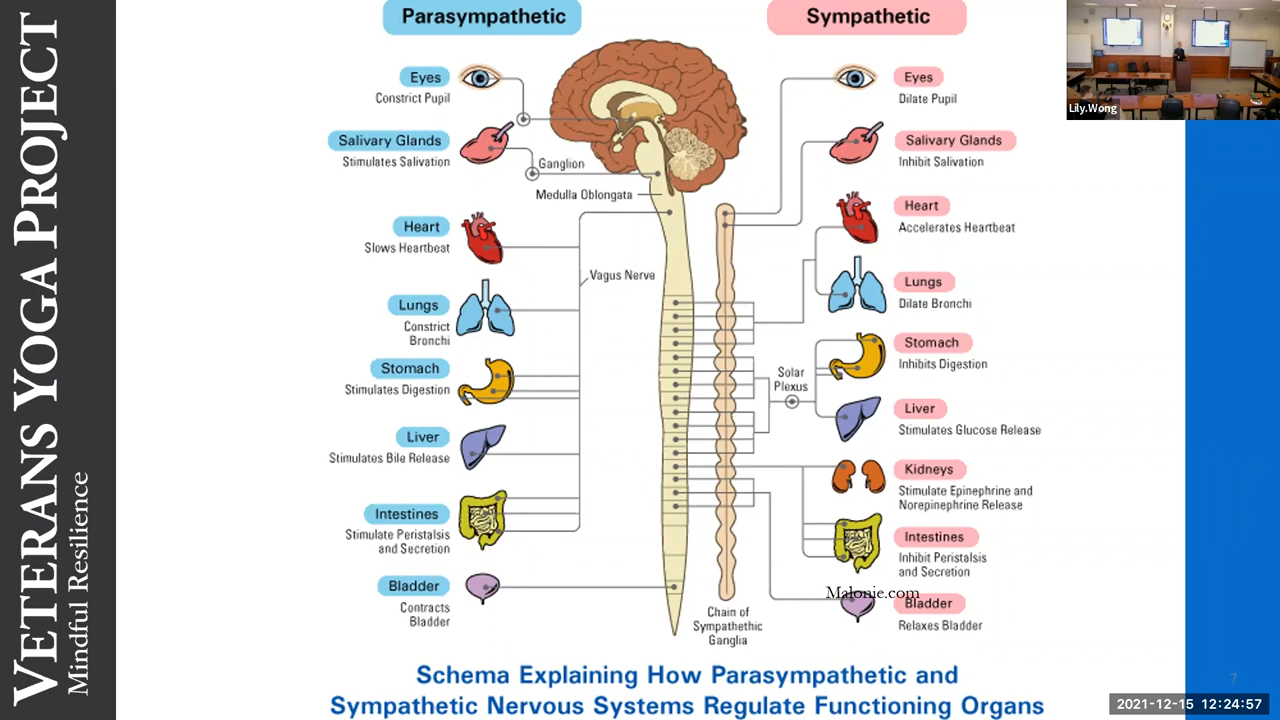 VETERANS YOGA PROJECT
Mindful Resilience
Parasympathetic
Eyes
Constrict Pupil
Salivary Glands
Stimulates Salivation
Heart
Slows Heartbeat
Lungs
Constrict
Bronchi
Stomach
Stimulates Digestion
Liver
Stimulates Bile Release
Intestines
Stimulate Peristalsis
and Secretion
Bladder
Contracts
Bladder
Ganglion
Medulla Oblongata
Vagus Nerve
Solar
Plexus
Chain of
Sympathethic
Ganglia
Sympathetic
Eyes
Dilate Pupil
Salivary Glands
Inhibit Salivation
Heart
Accelerates Heartbeat
Lungs
Dilate Bronchi
Stomach
Inhibits Digestion
Liver
Stimulates Glucose Release
Kidneys
Stimulate Epinephrine and
Norepinephrine Release
Intestines
Inhibit Peristalsis
and Secretion
Malonie.com
Bladder
Relaxes Bladder
Schema Explaining How Parasympathetic and
Sympathetic Nervous Systems Regulate Functioning Organs
Lily.Wong
7
2021-12-15 12:24:57